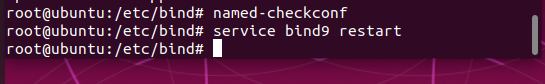 root@ubuntu:/etc/bind# named-checkconf
root@ubuntu:/etc/bind# service bind9 restart
root@ubuntu:/etc/bind#